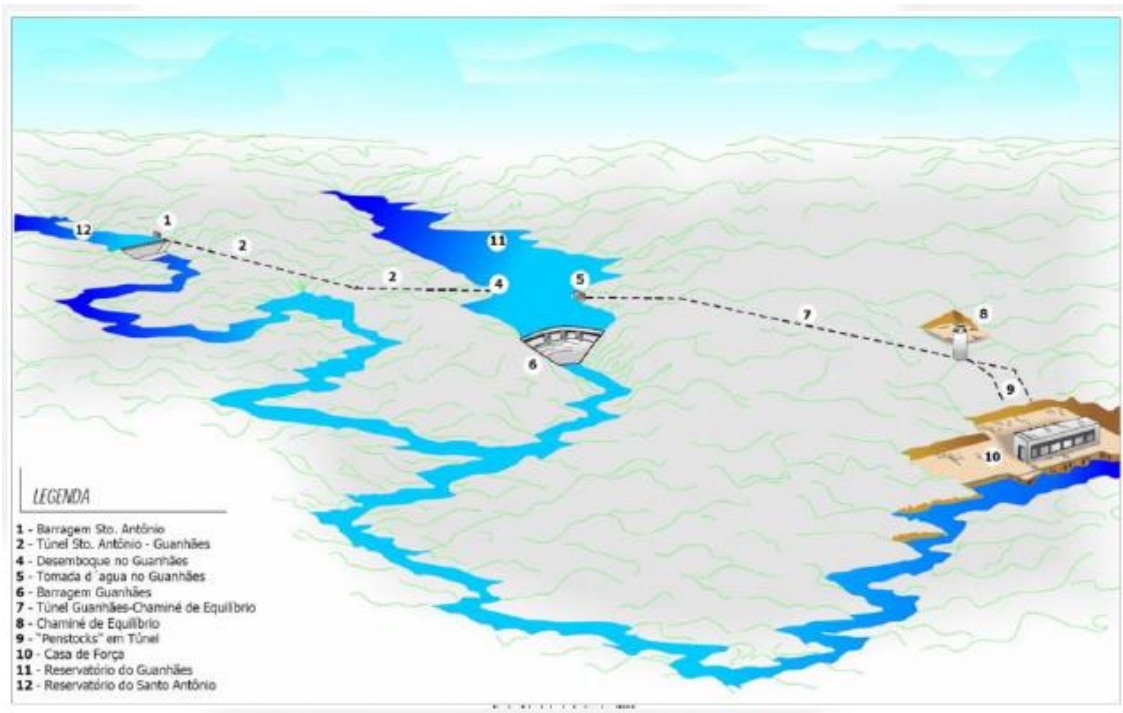 1
12
2
11
2
4
5
7
8
6
9
10
LEGENDA
1 - Barragem Sto. Antônio
2 - Túnel Sto. Antônio - Guanhães
4 - Desemboque no Guanhães
5 - Tomada d´agua no Guanhães
6 - Barragem Guanhães
7 - Túnel Guanhães-Chaminé de Equilíbrio
8 - Chaminé de Equilíbrio
9 - "Penstocks" em Túnel
10 - Casa de Força
11 - Reservatório do Guanhães
12 - Reservatório do Santo Antônio